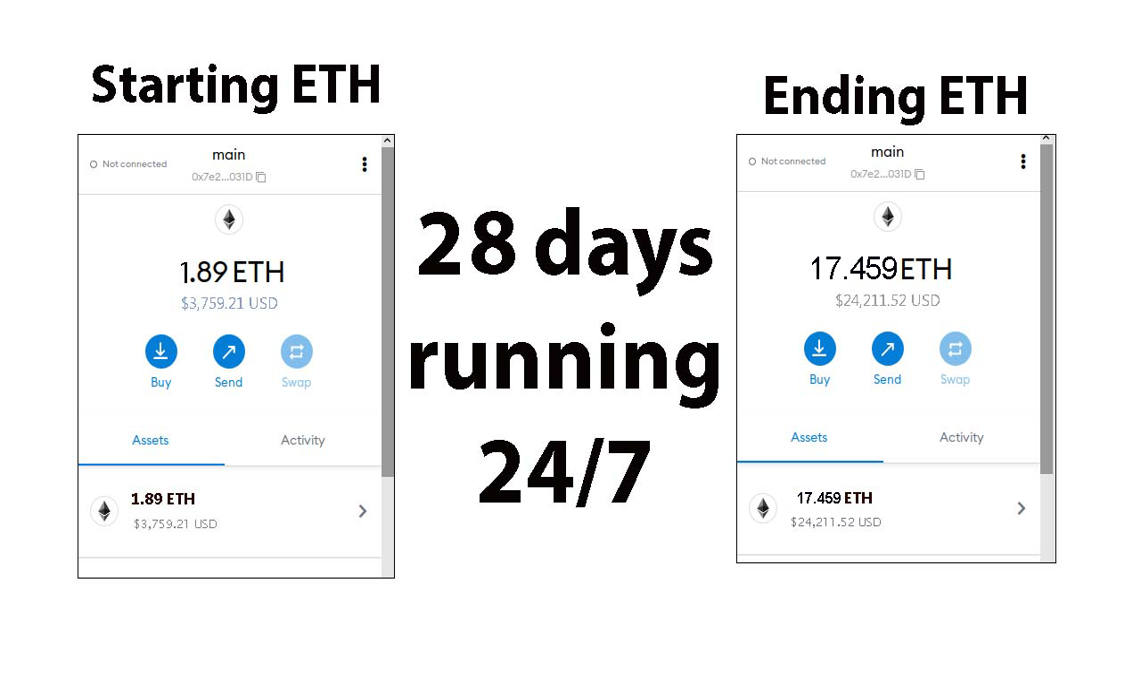 Starting ETH
Not connected
main
0x7e2...031D
1.89 ETH
$3,759.21 USD
Buy
Send
Swap
Assets
Activity
1.89 ETH
$3,759.21 USD
28 days
running
24/7
Ending ETH
Not connected
main
0x7e2...031D
17.459 ETH
$24,211.52 USD
Buy
Send
Swap
Assets
Activity
17.459 ETH
$24,211.52 USD